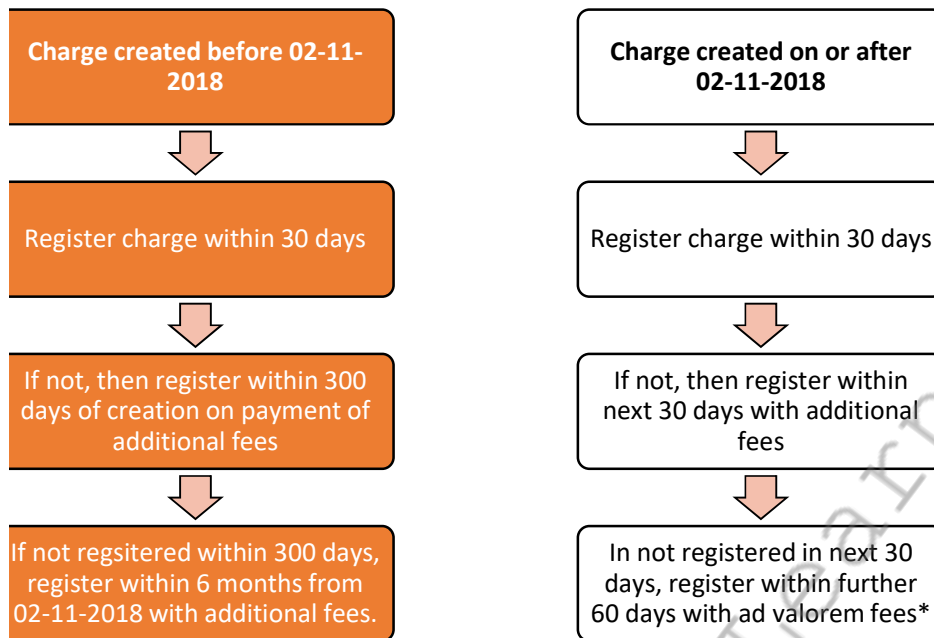 Charge created before 02-11-
2018
Register charge within 30 days
If not, then register within 300
days of creation on payment of
additional fees
If not regsitered within 300 days,
register within 6 months from
02-11-2018 with additional fees.
Charge created on or after
02-11-2018
Register charge within 30 days
If not, then register within
next 30 days with additional
fees
In not registered in next 30
days, register within further
60 days with ad valorem fees*
Learn